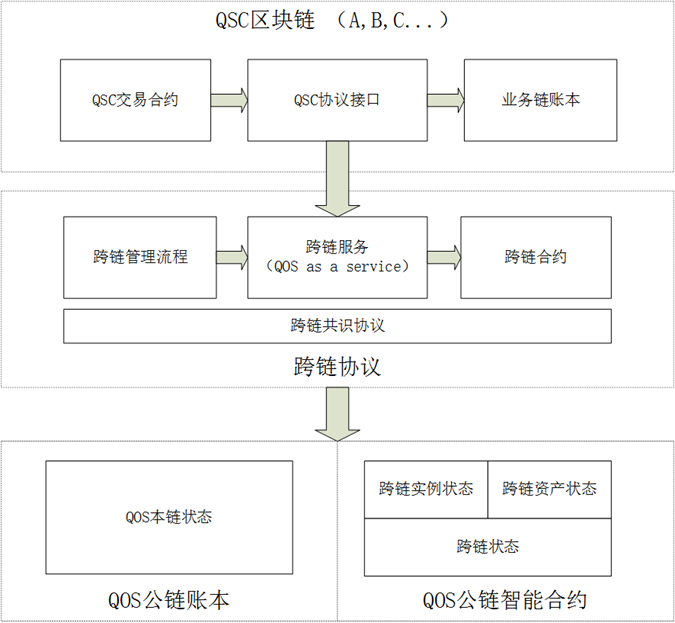 QSC区块链 （A,B,C...）
QSC交易合约
QSC协议接口
业务链账本
跨链管理流程
跨链服务
（QOS as a service）
跨链合约
跨链共识协议
跨链协议
QOS本链状态
跨链实例状态
跨链资产状态
跨链状态
QOS公链账本
QOS公链智能合约